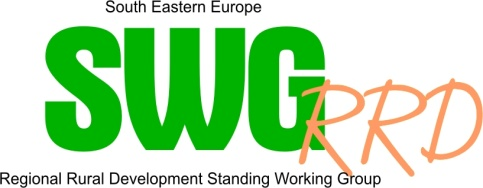 South Eastern Europe
SWG RRD
Regional Rural Development Standing Working Group